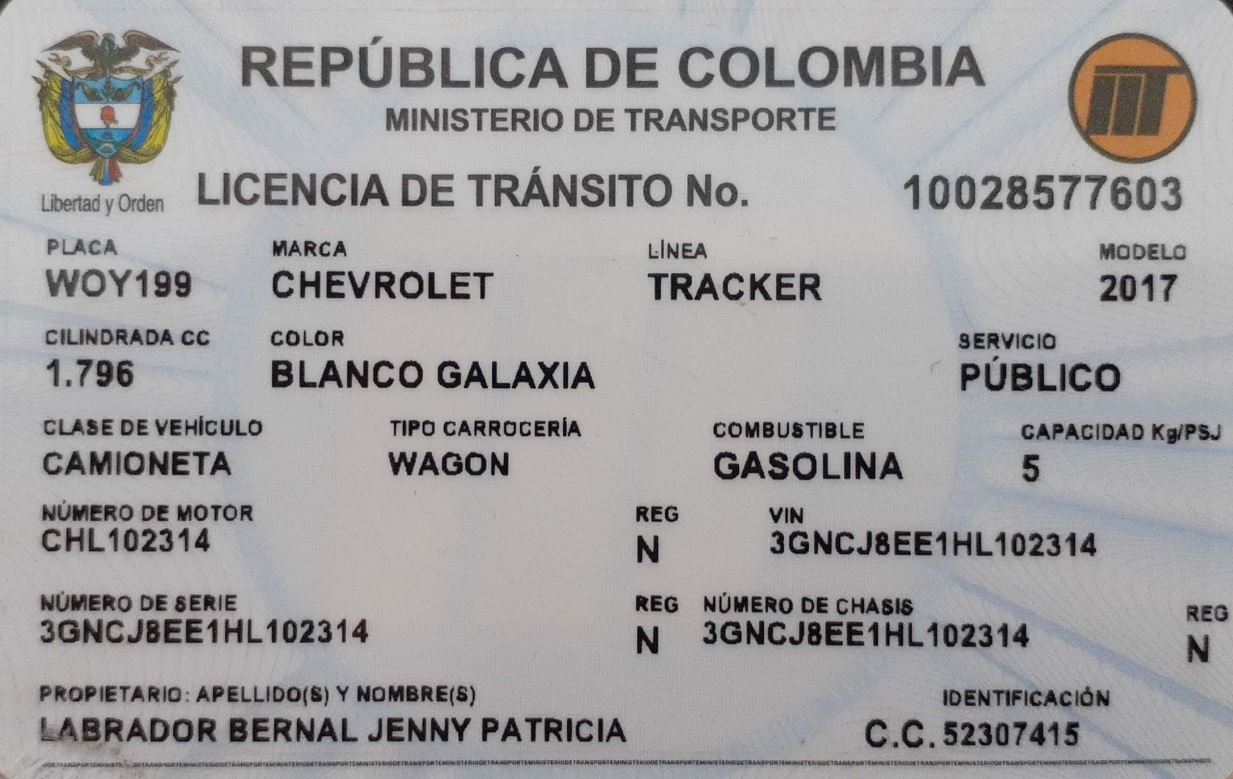 REPÚBLICA DE COLOMBIA
MINISTERIO DE TRANSPORTE
Libertad y Orden
LICENCIA DE TRÁNSITO No. 10028577603
PLACA MARCA LÍNEA MODELO
WOY199 CHEVROLET TRACKER 2017
CILINDRADA CC COLOR SERVICIO
1.796 BLANCO GALAXIA PÚBLICO
CLASE DE VEHÍCULO TIPO CARROCERÍA COMBUSTIBLE CAPACIDAD Kg/PSJ
CAMIONETA WAGON GASOLINA 5
NÚMERO DE MOTOR REG VIN
CHL102314 N 3GNCJ8EE1HL102314
NÚMERO DE SERIE REG NÚMERO DE CHASIS REG
3GNCJ8EE1HL102314 N 3GNCJ8EE1HL102314 N
PROPIETARIO: APELLIDO(S) Y NOMBRE(S) IDENTIFICACIÓN
LABRADOR BERNAL JENNY PATRICIA C.C. 52307415